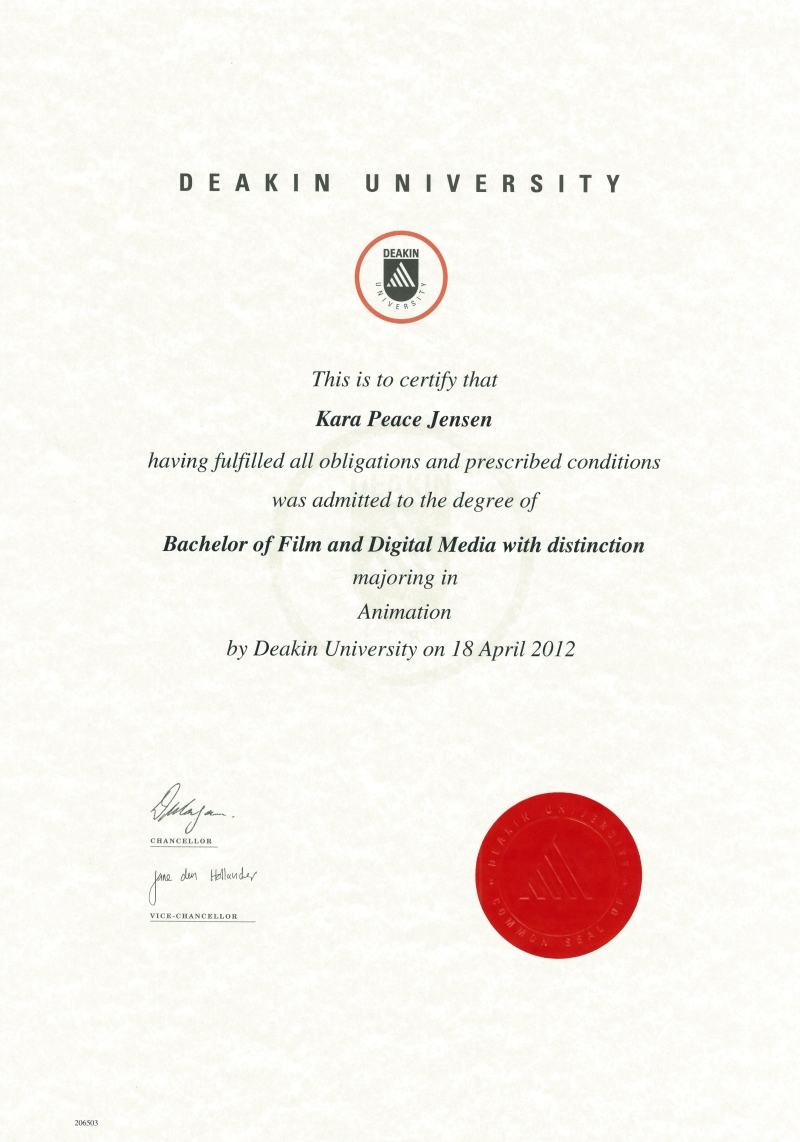 DEAKIN UNIVERSITY
DEAKIN
UNIVERSITY
This is to certify that
Kara Peace Jensen
having fulfilled all obligations and prescribed conditions
was admitted to the degree of
Bachelor of Film and Digital Media with distinction
majoring in
Animation
by Deakin University on 18 April 2012
CHANCELLOR
Jane den Hollander
VICE-CHANCELLOR
DEAKIN UNIVERSITY
COMMON SEAL OF
206503